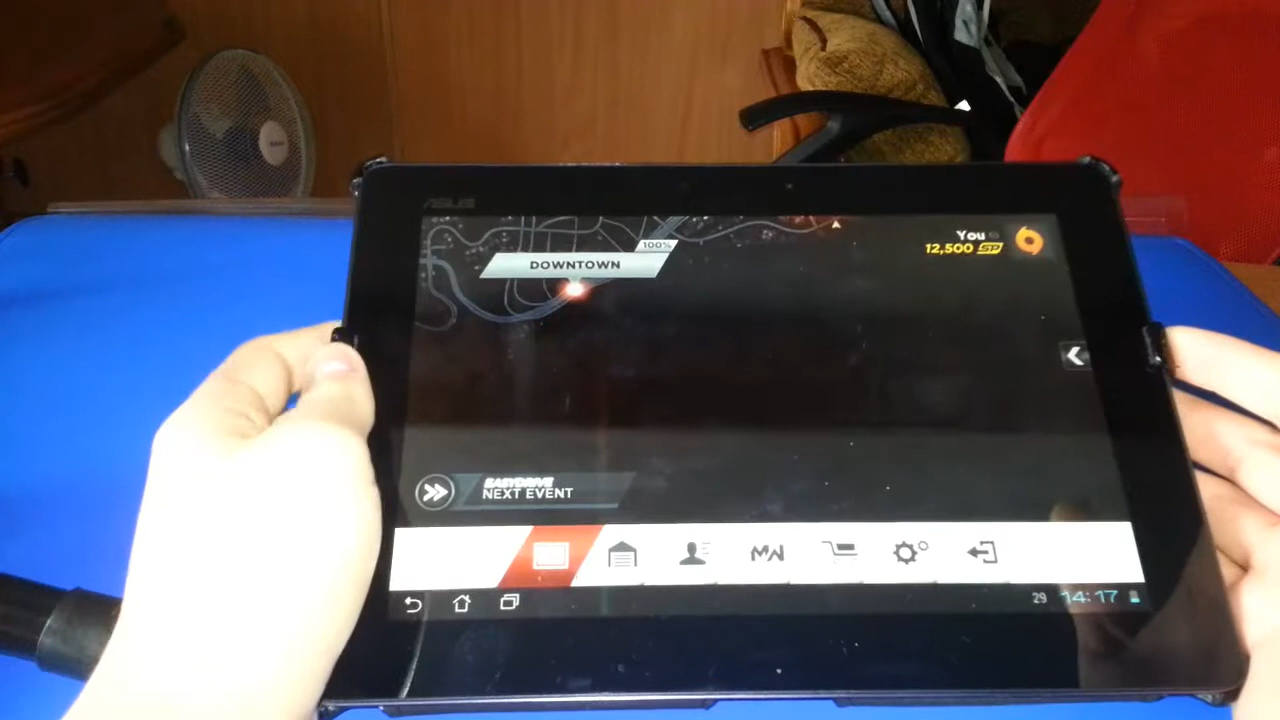 ASUS
100%
DOWNTOWN
You
12,500 SP
EASYDRIVE
NEXT EVENT
MW
29 14:17